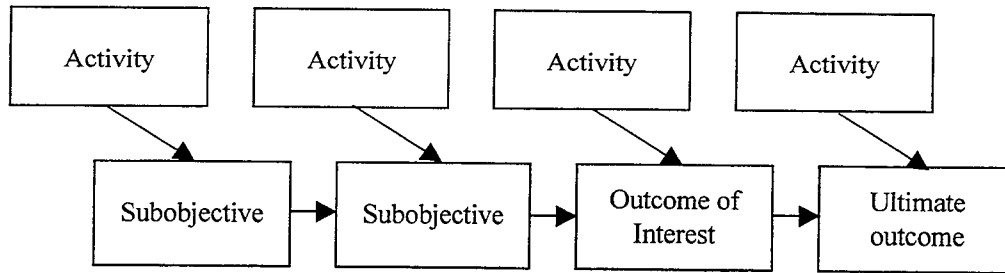 Activity
Activity
Activity
Activity
Subobjective
Subobjective
Outcome of
Interest
Ultimate
outcome